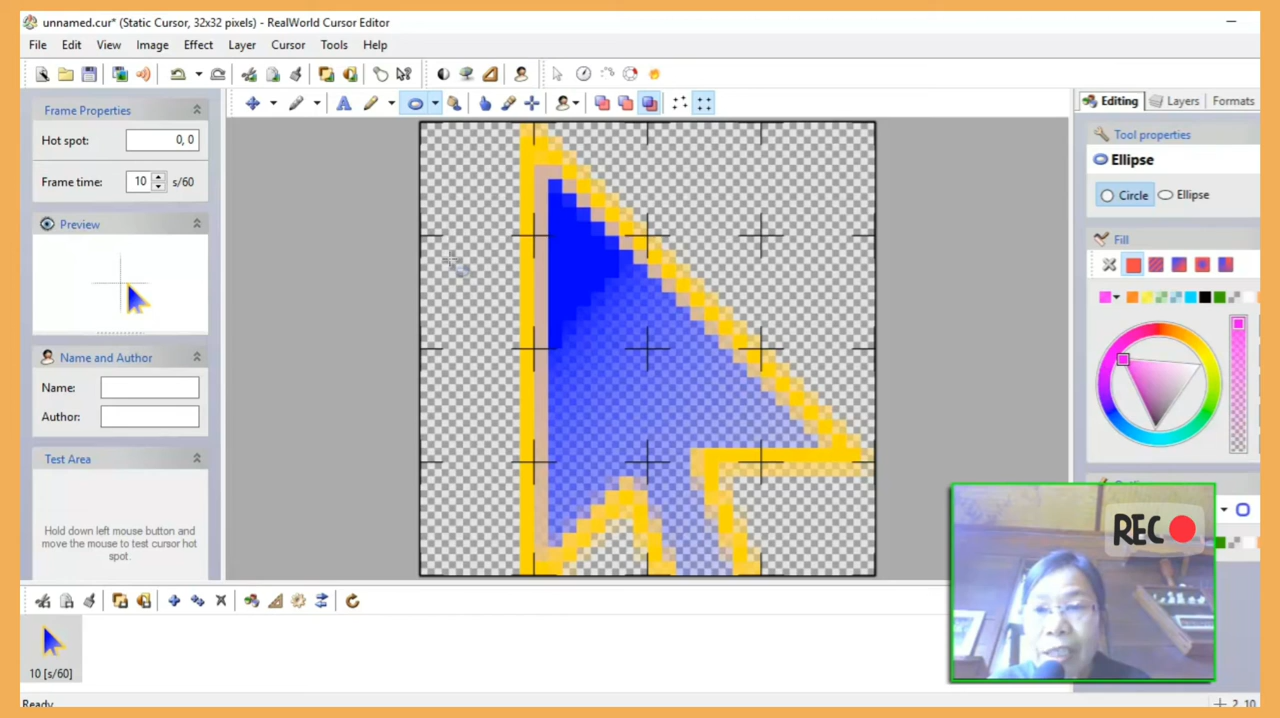 unnamed.cur* (Static Cursor, 32x32 pixels) - RealWorld Cursor Editor
File Edit View Image Effect Layer Cursor Tools Help
Frame Properties
Hot spot: 0, 0
Frame time: 10 s/60
Preview
Name and Author
Name:
Author:
Test Area
Hold down left mouse button and
move the mouse to test cursor hot
spot.
10 [s/60]
Ready
Editing Layers Formats
Tool properties
Ellipse
Circle Ellipse
Fill
REC
2, 10